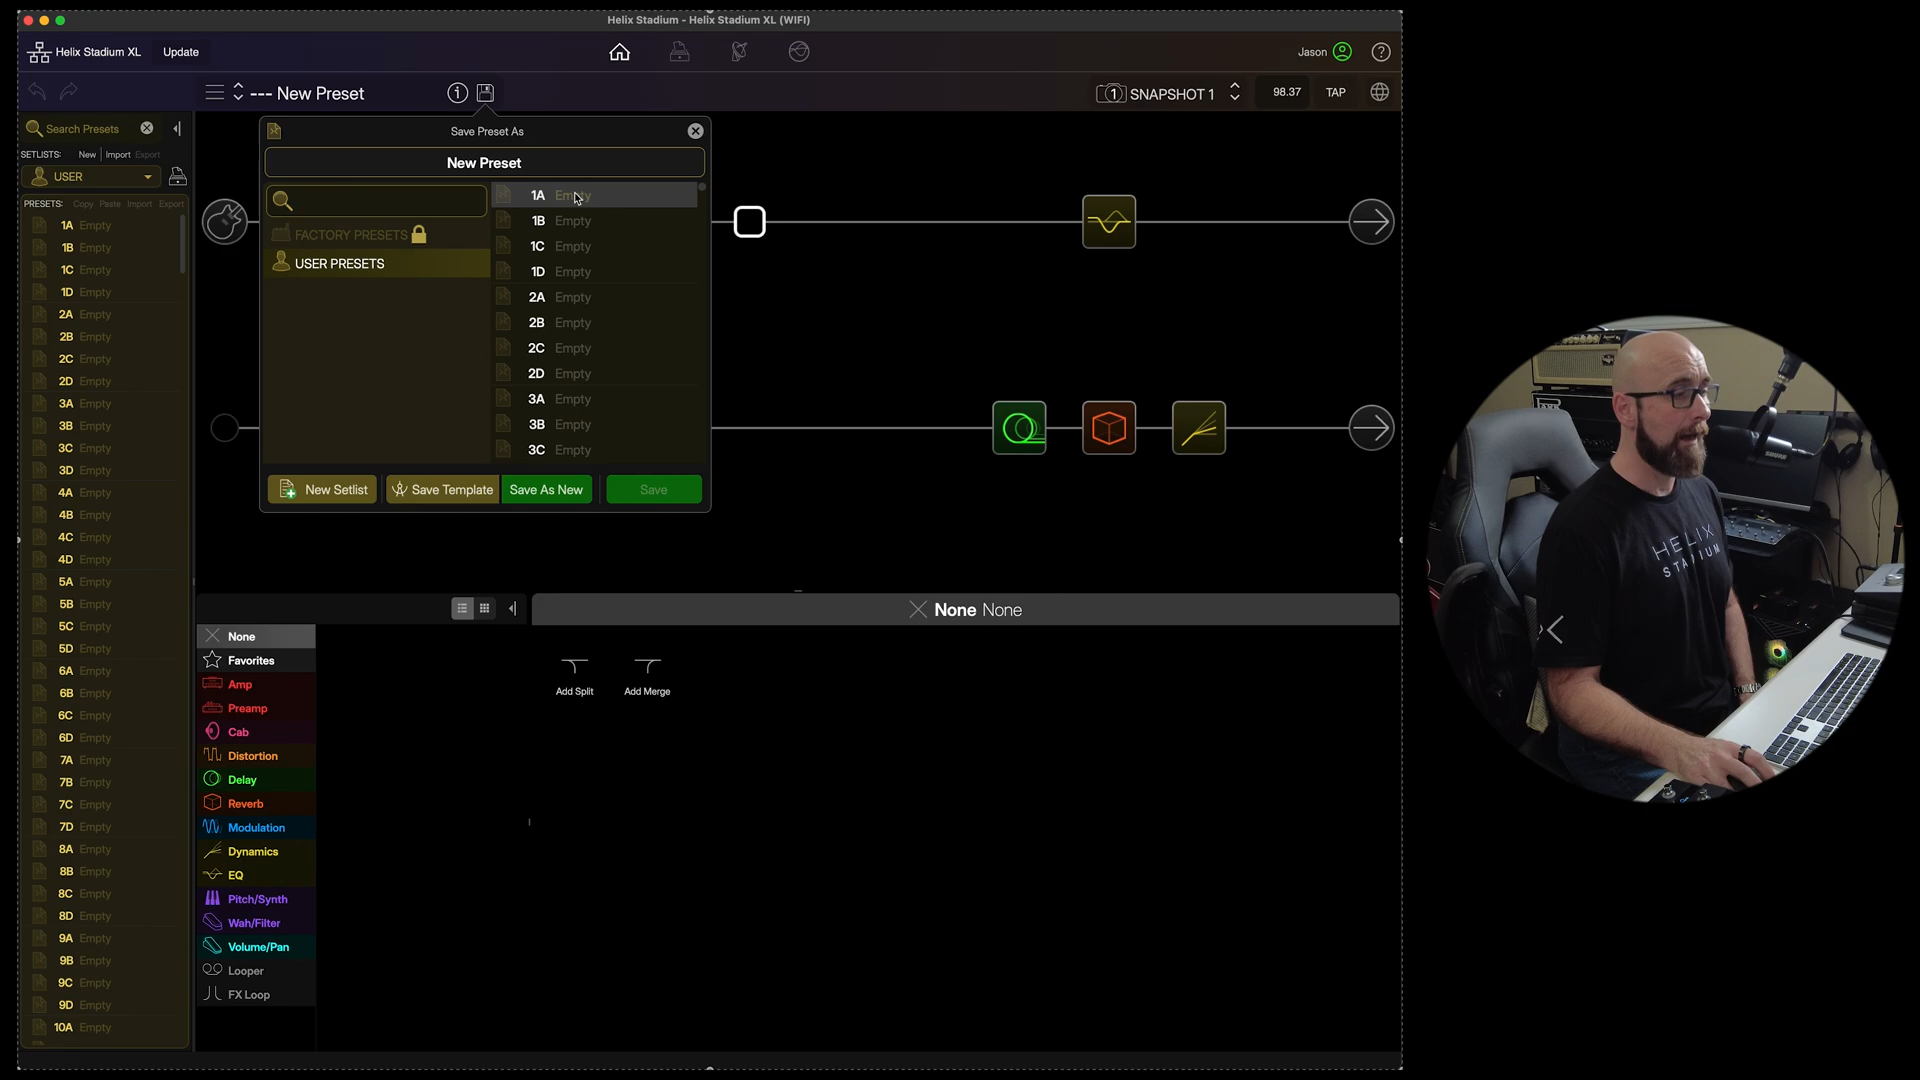 Helix Stadium - Helix Stadium XL (WIFI)
Helix Stadium XL
Update
Jason
--- New Preset
1
SNAPSHOT 1
98.37
TAP
Search Presets
SETLISTS: New Import Export
USER
PRESETS: Copy Paste Import Export
1A Empty
1B Empty
1C Empty
1D Empty
2A Empty
2B Empty
2C Empty
2D Empty
3A Empty
3B Empty
3C Empty
3D Empty
4A Empty
4B Empty
4C Empty
4D Empty
5A Empty
5B Empty
5C Empty
5D Empty
6A Empty
6B Empty
6C Empty
6D Empty
7A Empty
7B Empty
7C Empty
7D Empty
8A Empty
8B Empty
8C Empty
8D Empty
9A Empty
9B Empty
9C Empty
9D Empty
10A Empty
Save Preset As
New Preset
FACTORY PRESETS
USER PRESETS
1A Empty
1B Empty
1C Empty
1D Empty
2A Empty
2B Empty
2C Empty
2D Empty
3A Empty
3B Empty
3C Empty
New Setlist
Save Template
Save As New
Save
None None
None
Favorites
Amp
Preamp
Cab
Distortion
Delay
Reverb
Modulation
Dynamics
EQ
Pitch/Synth
Wah/Filter
Volume/Pan
Looper
FX Loop
Add Split
Add Merge
HELIX
STADIUM
SHURE